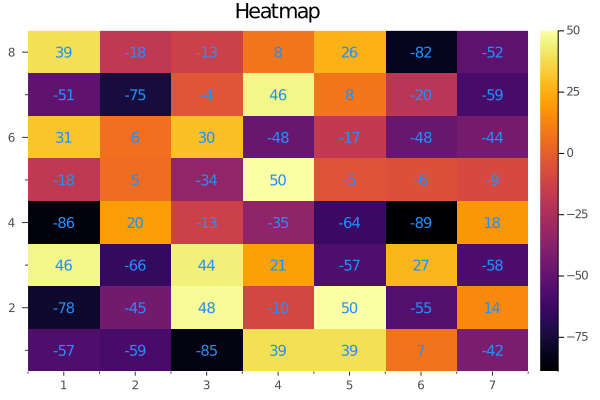 Heatmap
8 39 -18 -13 8 26 -82 -52 50
-51 -75 -4 46 8 -20 -59 25
6 31 6 30 -48 -17 -48 -44
-18 5 -34 50 -5 -6 -9 0
4 -86 20 -13 -35 -64 -89 18 −25
46 -66 44 21 -57 27 -58 −50
2 -78 -45 48 -10 50 -55 14
-57 -59 -85 39 39 7 -42 −75
1 2 3 4 5 6 7